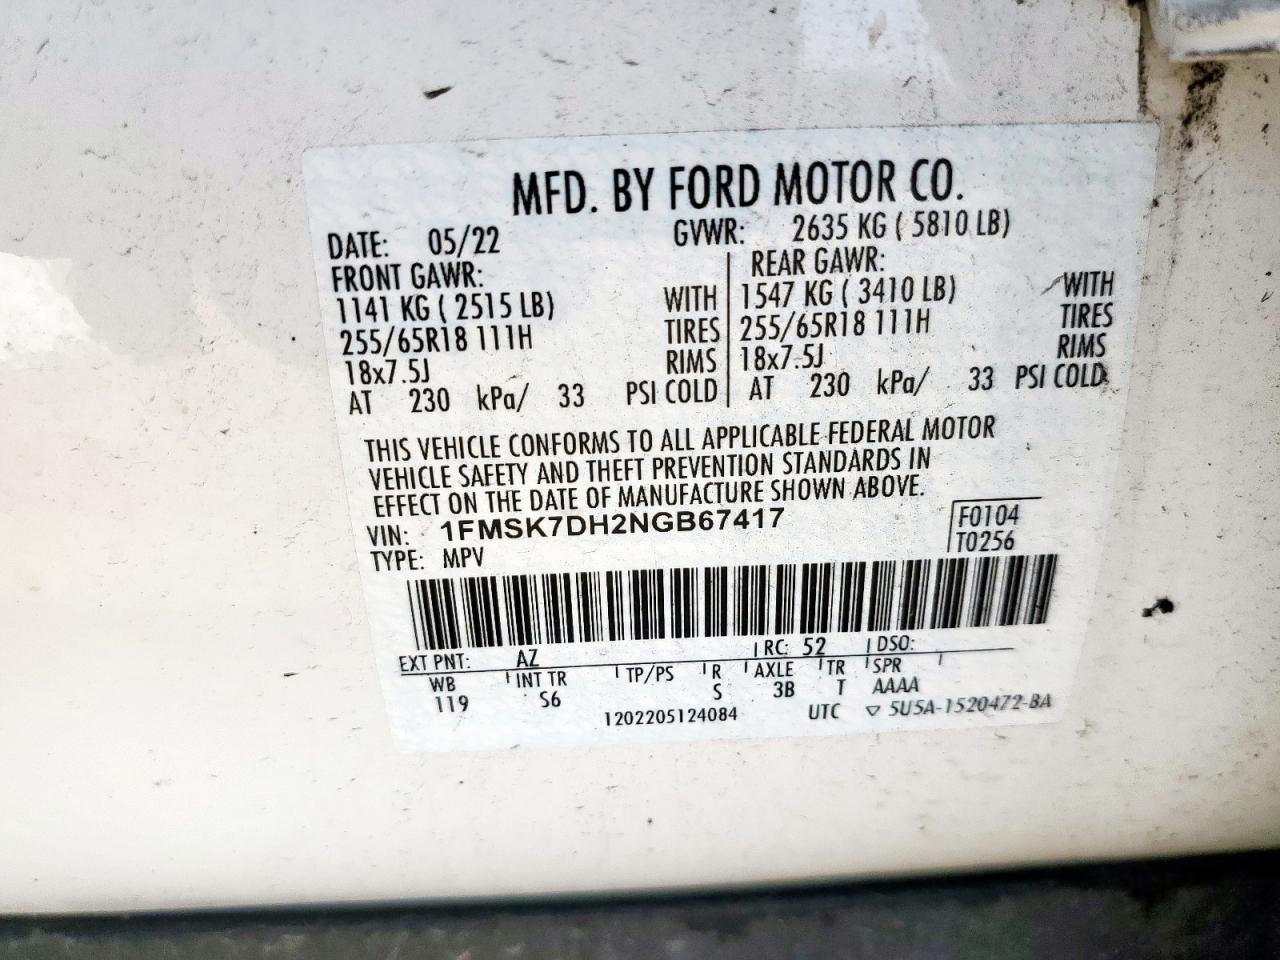 MFD. BY FORD MOTOR CO.
DATE: 05/22 GVWR: 2635 KG ( 5810 LB)
FRONT GAWR: REAR GAWR:
1141 KG ( 2515 LB) WITH 1547 KG ( 3410 LB) WITH
255/65R18 111H TIRES 255/65R18 111H TIRES
18x7.5J RIMS 18x7.5J RIMS
AT 230 kPa/ 33 PSI COLD AT 230 kPa/ 33 PSI COLD
THIS VEHICLE CONFORMS TO ALL APPLICABLE FEDERAL MOTOR
VEHICLE SAFETY AND THEFT PREVENTION STANDARDS IN
EFFECT ON THE DATE OF MANUFACTURE SHOWN ABOVE.
VIN: 1FMSK7DH2NGB67417 F0104
TYPE: MPV T0256
EXT PNT: AZ RC: 52 DSO:
WB INT TR TP/PS R AXLE TR SPR
119 S6 S 3B T AAAA
1202205124084 UTC ▽ 5U5A-1520472-BA